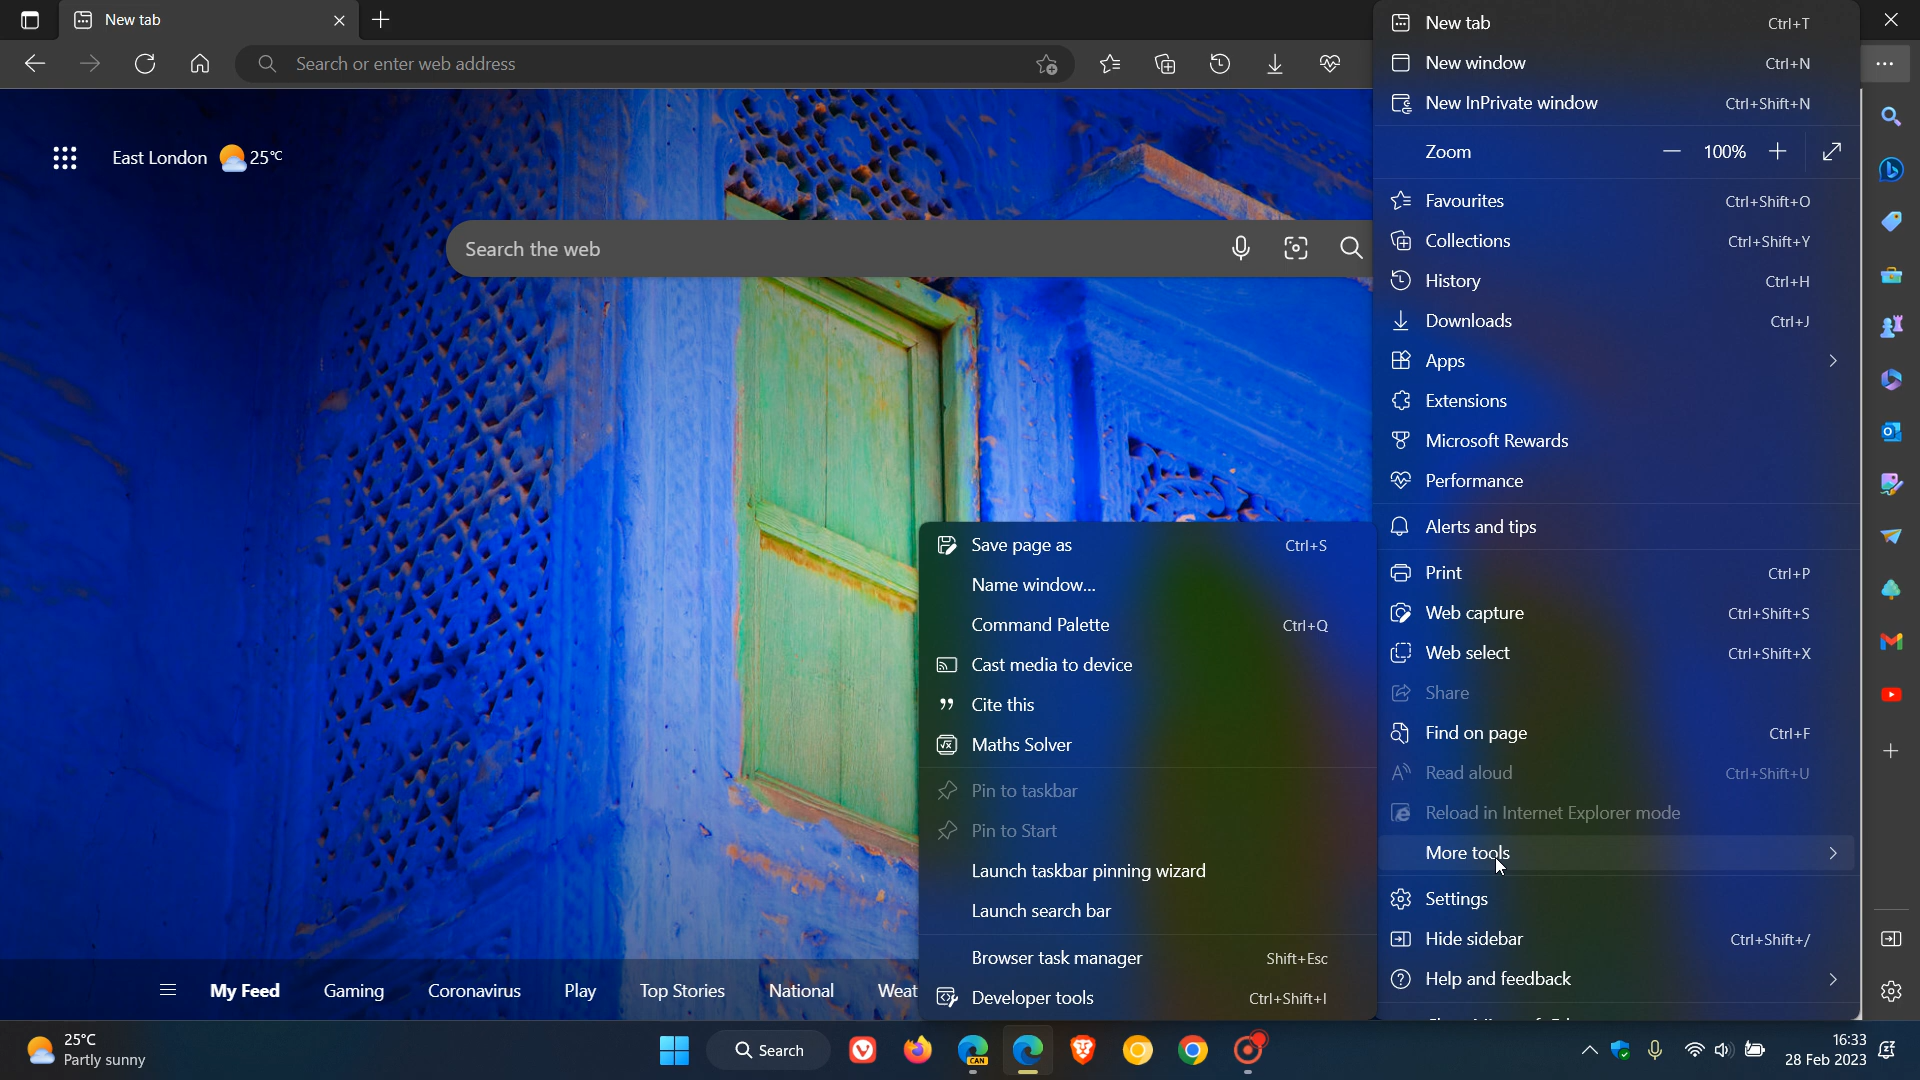 New tab
Search or enter web address
East London 25°C
Search the web
New tab Ctrl+T
New window Ctrl+N
New InPrivate window Ctrl+Shift+N
Zoom 100%
Favourites Ctrl+Shift+O
Collections Ctrl+Shift+Y
History Ctrl+H
Downloads Ctrl+J
Apps
Extensions
Microsoft Rewards
Performance
Alerts and tips
Print Ctrl+P
Web capture Ctrl+Shift+S
Web select Ctrl+Shift+X
Share
Find on page Ctrl+F
Read aloud Ctrl+Shift+U
Reload in Internet Explorer mode
More tools
Settings
Hide sidebar Ctrl+Shift+/
Help and feedback
Save page as Ctrl+S
Name window...
Command Palette Ctrl+Q
Cast media to device
Cite this
Maths Solver
Pin to taskbar
Pin to Start
Launch taskbar pinning wizard
Launch search bar
Browser task manager Shift+Esc
Developer tools Ctrl+Shift+I
My Feed Gaming Coronavirus Play Top Stories National Weat
25°C
Partly sunny
Search
CAN
16:33
28 Feb 2023